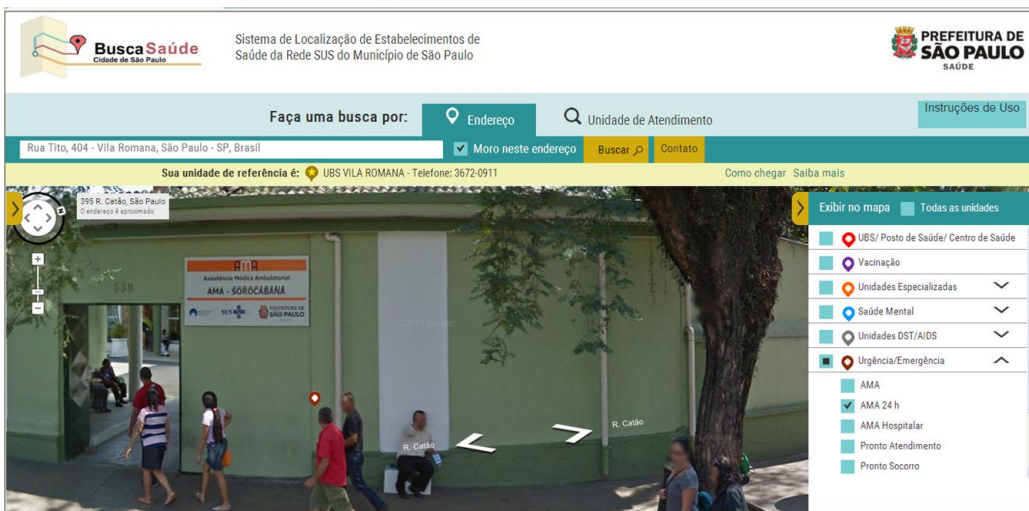 BuscaSaúde
Cidade de São Paulo
Sistema de Localização de Estabelecimentos de
Saúde da Rede SUS do Município de São Paulo
PREFEITURA DE
SÃO PAULO
SAÚDE
Faça uma busca por:
Endereço
Unidade de Atendimento
Instruções de Uso
Rua Tito, 404 - Vila Romana, São Paulo - SP, Brasil
Moro neste endereço
Buscar
Contato
Sua unidade de referência é: UBS VILA ROMANA - Telefone: 3672-0911
Como chegar
Saiba mais
395 R. Catão, São Paulo
O endereço é aproximado
AMA
Assistência Médica Ambulatorial
AMA - SOROCABANA
SUS
PREFEITURA DE
SÃO PAULO
R. Catão
R. Catão
Exibir no mapa
Todas as unidades
UBS/ Posto de Saúde/ Centro de Saúde
Vacinação
Unidades Especializadas
Saúde Mental
Unidades DST/AIDS
Urgência/Emergência
AMA
AMA 24 h
AMA Hospitalar
Pronto Atendimento
Pronto Socorro